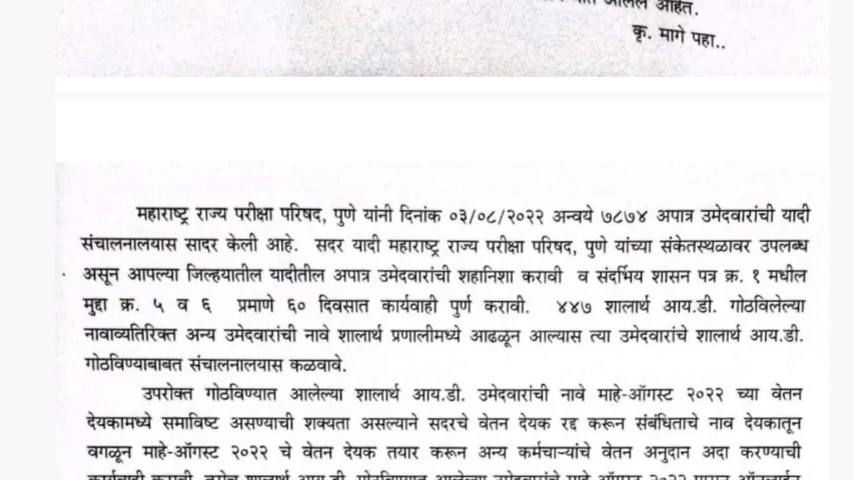 आलेले आहेत.
कृ. मागे पहा..
महाराष्ट्र राज्य परीक्षा परिषद, पुणे यांनी दिनांक ०३/०८/२०२२ अन्वये ७८७४ अपात्र उमेदवारांची यादी
संचालनालयास सादर केली आहे. सदर यादी महाराष्ट्र राज्य परीक्षा परिषद, पुणे यांच्या संकेतस्थळावर उपलब्ध
असून आपल्या जिल्हयातील यादीतील अपात्र उमेदवारांची शहानिशा करावी व संदर्भिय शासन पत्र क्र. १ मधील
मुद्दा क्र. ५ व ६ प्रमाणे ६० दिवसात कार्यवाही पुर्ण करावी. ४४७ शालार्थ आय.डी. गोठविलेल्या
नावाव्यतिरिक्त अन्य उमेदवारांची नावे शालार्थ प्रणालीमध्ये आढळून आल्यास त्या उमेदवारांचे शालार्थ आय.डी.
गोठविण्याबाबत संचालनालयास कळवावे.
उपरोक्त गोठविण्यात आलेल्या शालार्थ आय.डी. उमेदवारांची नावे माहे-ऑगस्ट २०२२ च्या वेतन
देयकामध्ये समाविष्ट असण्याची शक्यता असल्याने सदरचे वेतन देयक रद्द करून संबंधिताचे नाव देयकातून
वगळून माहे-ऑगस्ट २०२२ चे वेतन देयक तयार करून अन्य कर्मचाऱ्यांचे वेतन अनुदान अदा करण्याची